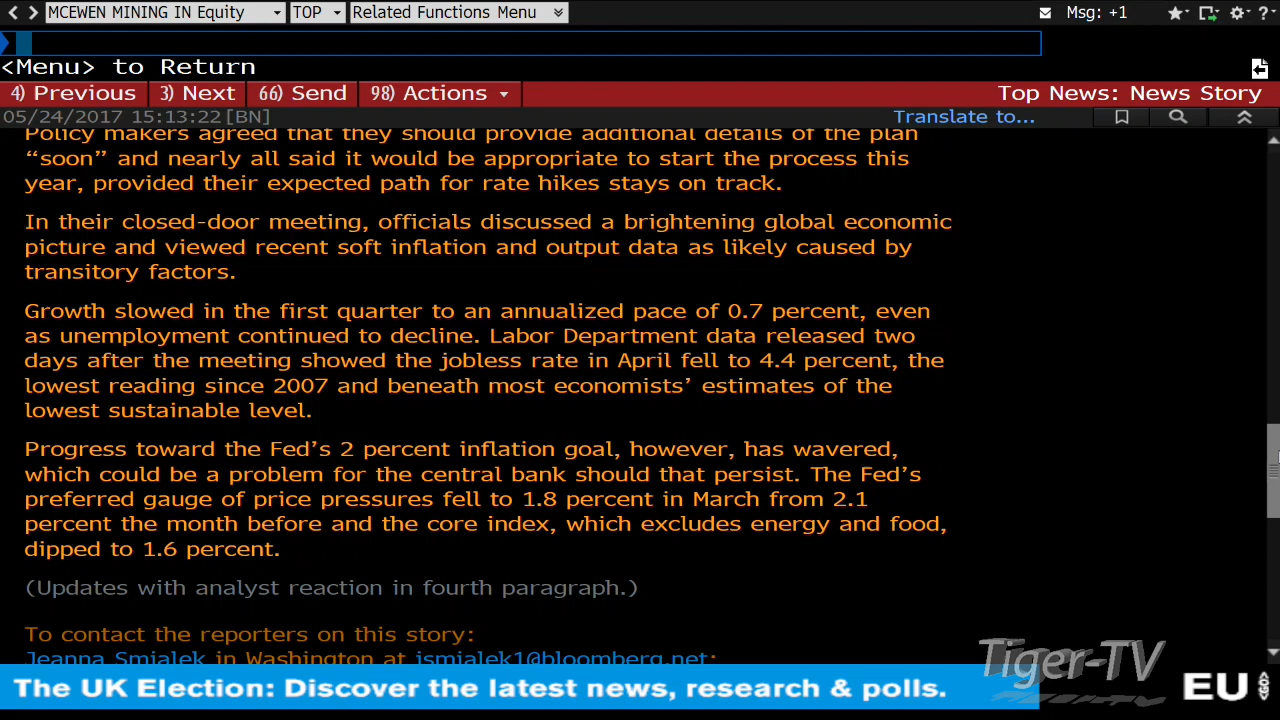 MCEWEN MINING IN Equity TOP Related Functions Menu Msg: +1 ?
<Menu> to Return
4) Previous 3) Next 66) Send 98) Actions Top News: News Story
05/24/2017 15:13:22[BN] Translate to...
Policy makers agreed that they should provide additional details of the plan
“soon” and nearly all said it would be appropriate to start the process this
year, provided their expected path for rate hikes stays on track.
In their closed-door meeting, officials discussed a brightening global economic
picture and viewed recent soft inflation and output data as likely caused by
transitory factors.
Growth slowed in the first quarter to an annualized pace of 0.7 percent, even
as unemployment continued to decline. Labor Department data released two
days after the meeting showed the jobless rate in April fell to 4.4 percent, the
lowest reading since 2007 and beneath most economists’ estimates of the
lowest sustainable level.
Progress toward the Fed’s 2 percent inflation goal, however, has wavered,
which could be a problem for the central bank should that persist. The Fed’s
preferred gauge of price pressures fell to 1.8 percent in March from 2.1
percent the month before and the core index, which excludes energy and food,
dipped to 1.6 percent.
(Updates with analyst reaction in fourth paragraph.)
To contact the reporters on this story:
Jeanna Smialek in Washington at jsmialek1@bloomberg.net;
Tiger-TV
The UK Election: Discover the latest news, research & polls. EU <GO>